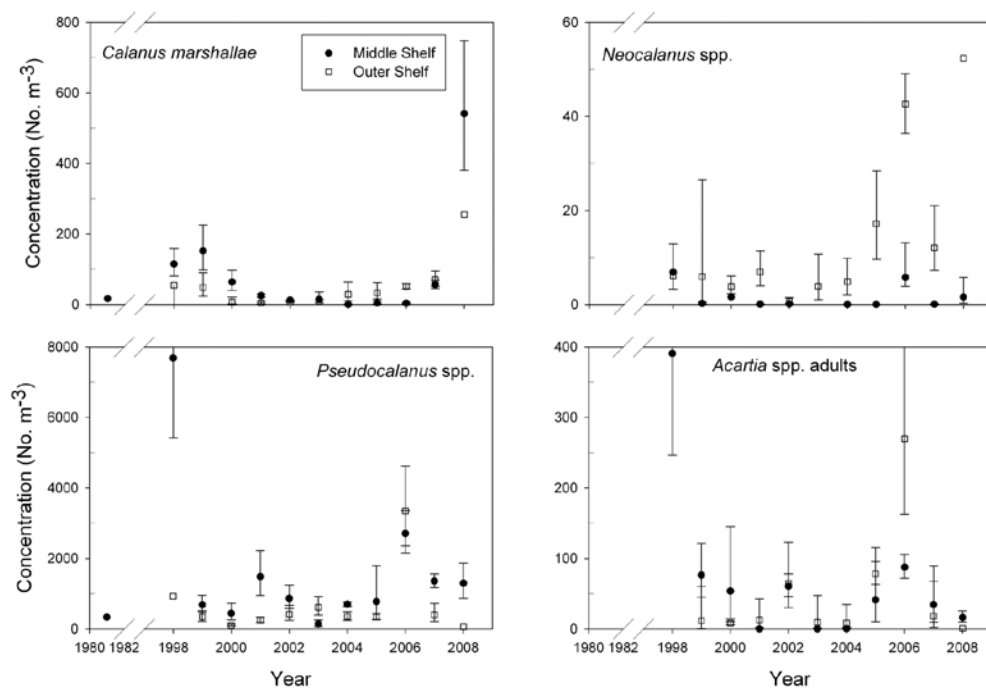 800
600
400
200
0
Concentration (No. m-3)
Calanus marshallae
Middle Shelf
Outer Shelf
60
40
20
0
Neocalanus spp.
8000
6000
4000
2000
0
Concentration (No. m-3)
Pseudocalanus spp.
1980 1982 1998 2000 2002 2004 2006 2008
Year
400
300
200
100
0
Acartia spp. adults
1980 1982 1998 2000 2002 2004 2006 2008
Year